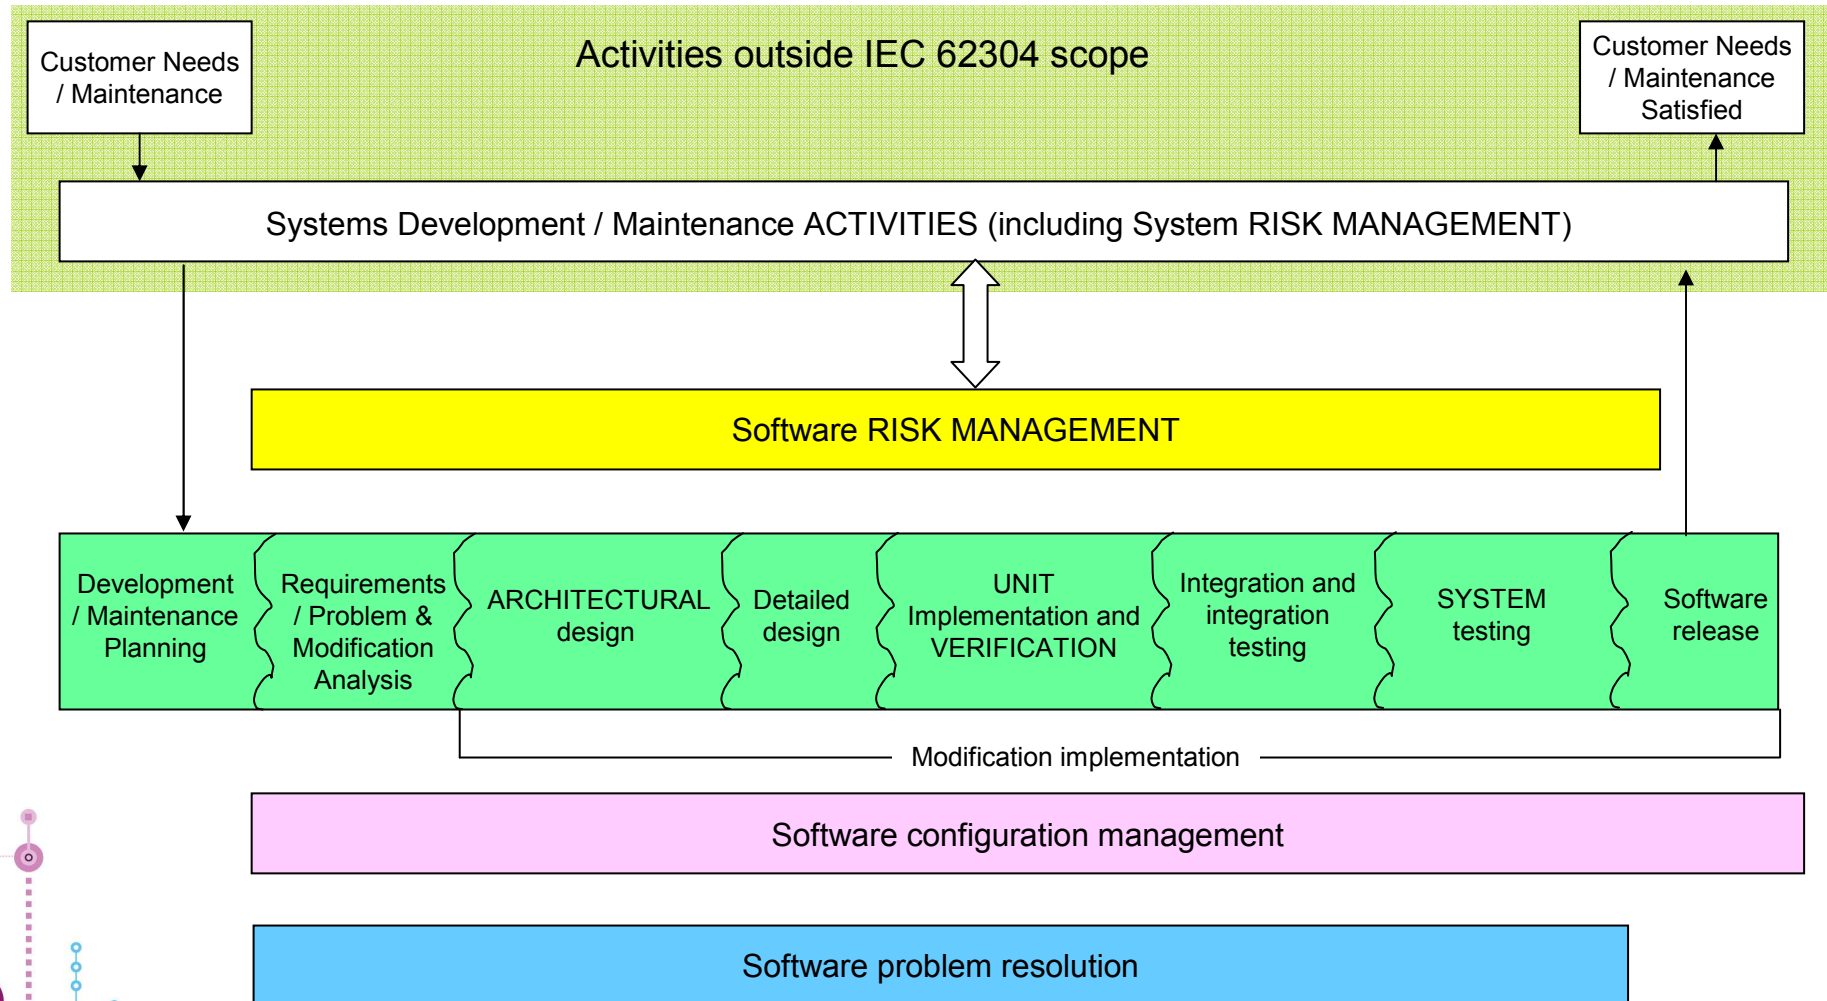 Activities outside IEC 62304 scope
Customer Needs
/ Maintenance
Customer Needs
/ Maintenance
Satisfied
Systems Development / Maintenance ACTIVITIES (including System RISK MANAGEMENT)
Software RISK MANAGEMENT
Development
/ Maintenance
Planning
Requirements
/ Problem &
Modification
Analysis
ARCHITECTURAL
design
Detailed
design
UNIT
Implementation and
VERIFICATION
Integration and
integration
testing
SYSTEM
testing
Software
release
Modification implementation
Software configuration management
Software problem resolution